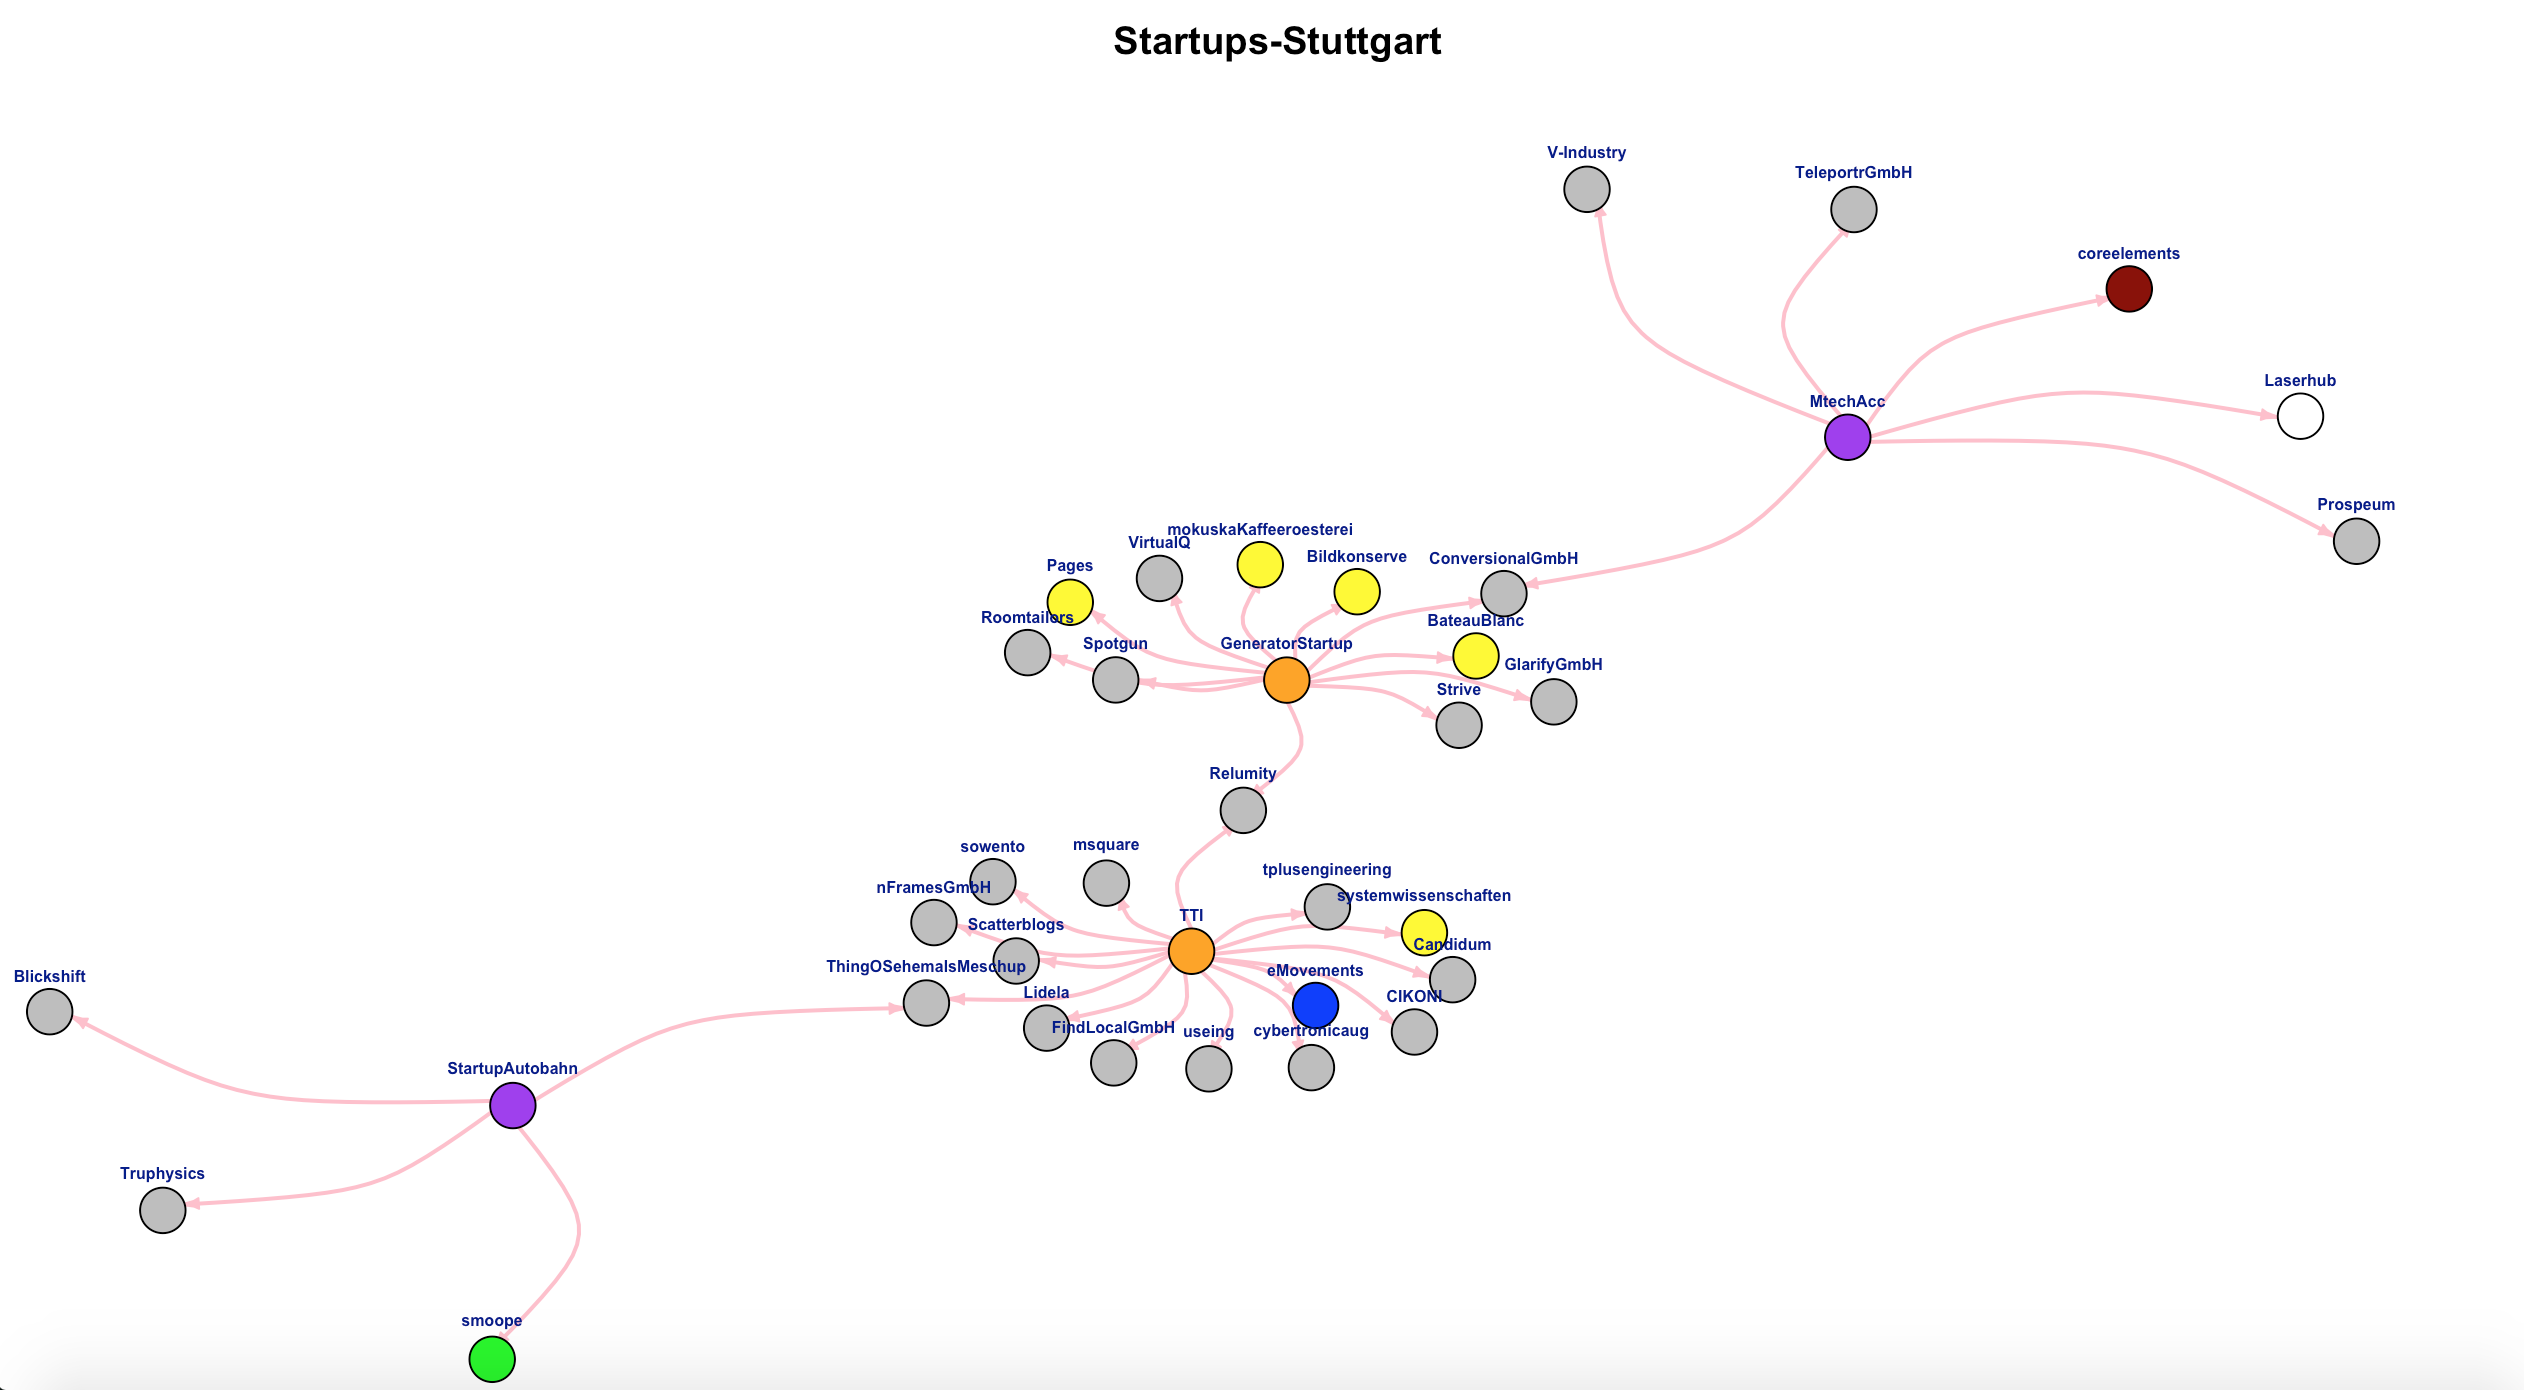 Startups-Stuttgart
V-Industry
TeleportrGmbH
coreelements
Laserhub
MtechAcc
Prospeum
mokuskaKaffeeroesterei
VirtualQ
Bildkonserve
ConversionalGmbH
Pages
Roomtailors
BateauBlanc
Spotgun
GeneratorStartup
GlarifyGmbH
Strive
Relumity
sowento
msquare
tplusengineering
nFramesGmbH
systemwissenschaften
TTI
Scatterblogs
Candidum
ThingOSehemalsMeschup
eMovements
Blickshift
Lidela
CIKONI
FindLocalGmbH
useing
cybertronicaug
StartupAutobahn
Truphysics
smoope